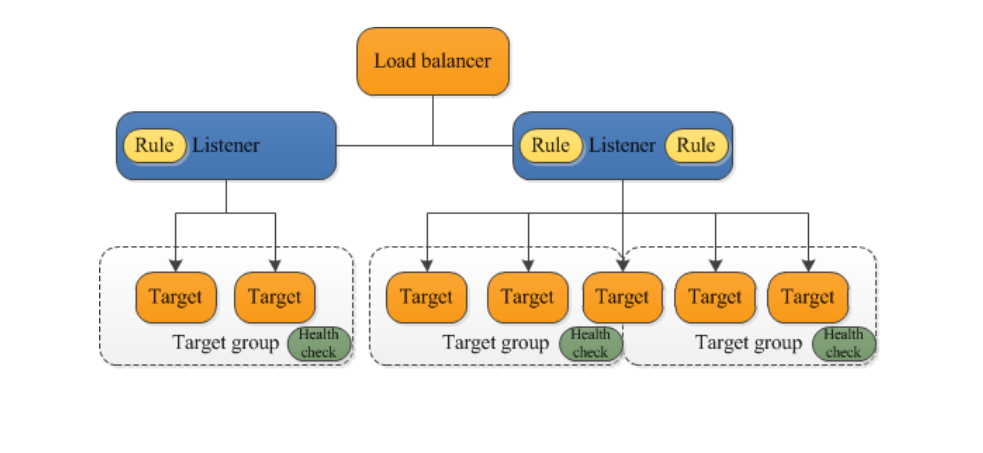 Load balancer
Rule Listener
Rule Listener Rule
Target Target Target Target Target Target Target
Target group Health check
Target group Health check
Target group Health check